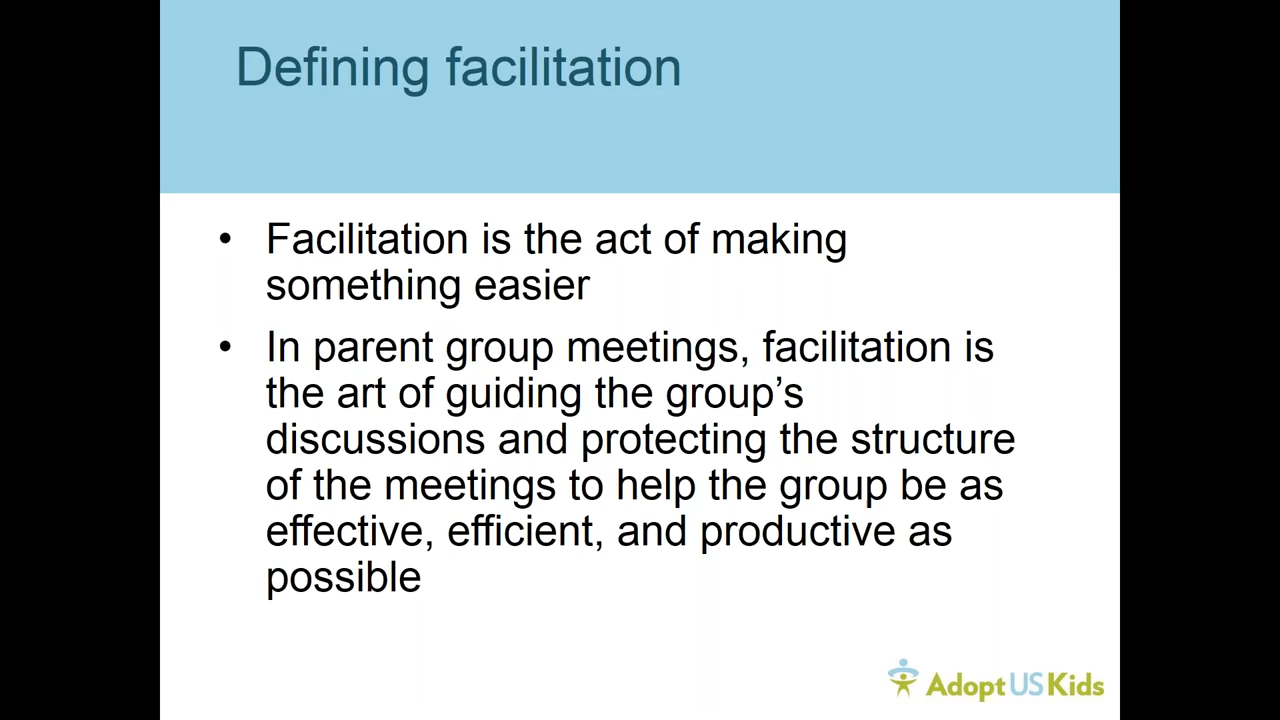 Defining facilitation
• Facilitation is the act of making
something easier
• In parent group meetings, facilitation is
the art of guiding the group’s
discussions and protecting the structure
of the meetings to help the group be as
effective, efficient, and productive as
possible
AdoptUSKids